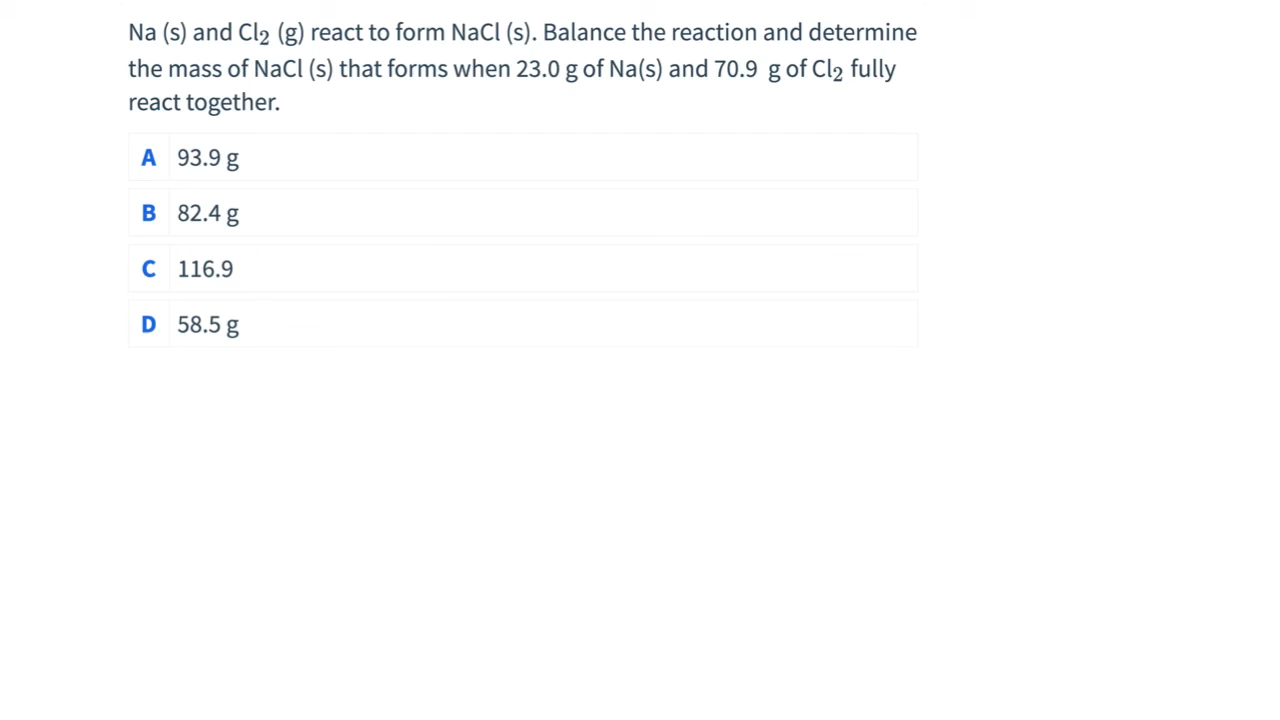 Na (s) and Cl₂ (g) react to form NaCl (s). Balance the reaction and determine
the mass of NaCl (s) that forms when 23.0 g of Na(s) and 70.9 g of Cl₂ fully
react together.
A 93.9 g
B 82.4 g
C 116.9
D 58.5 g